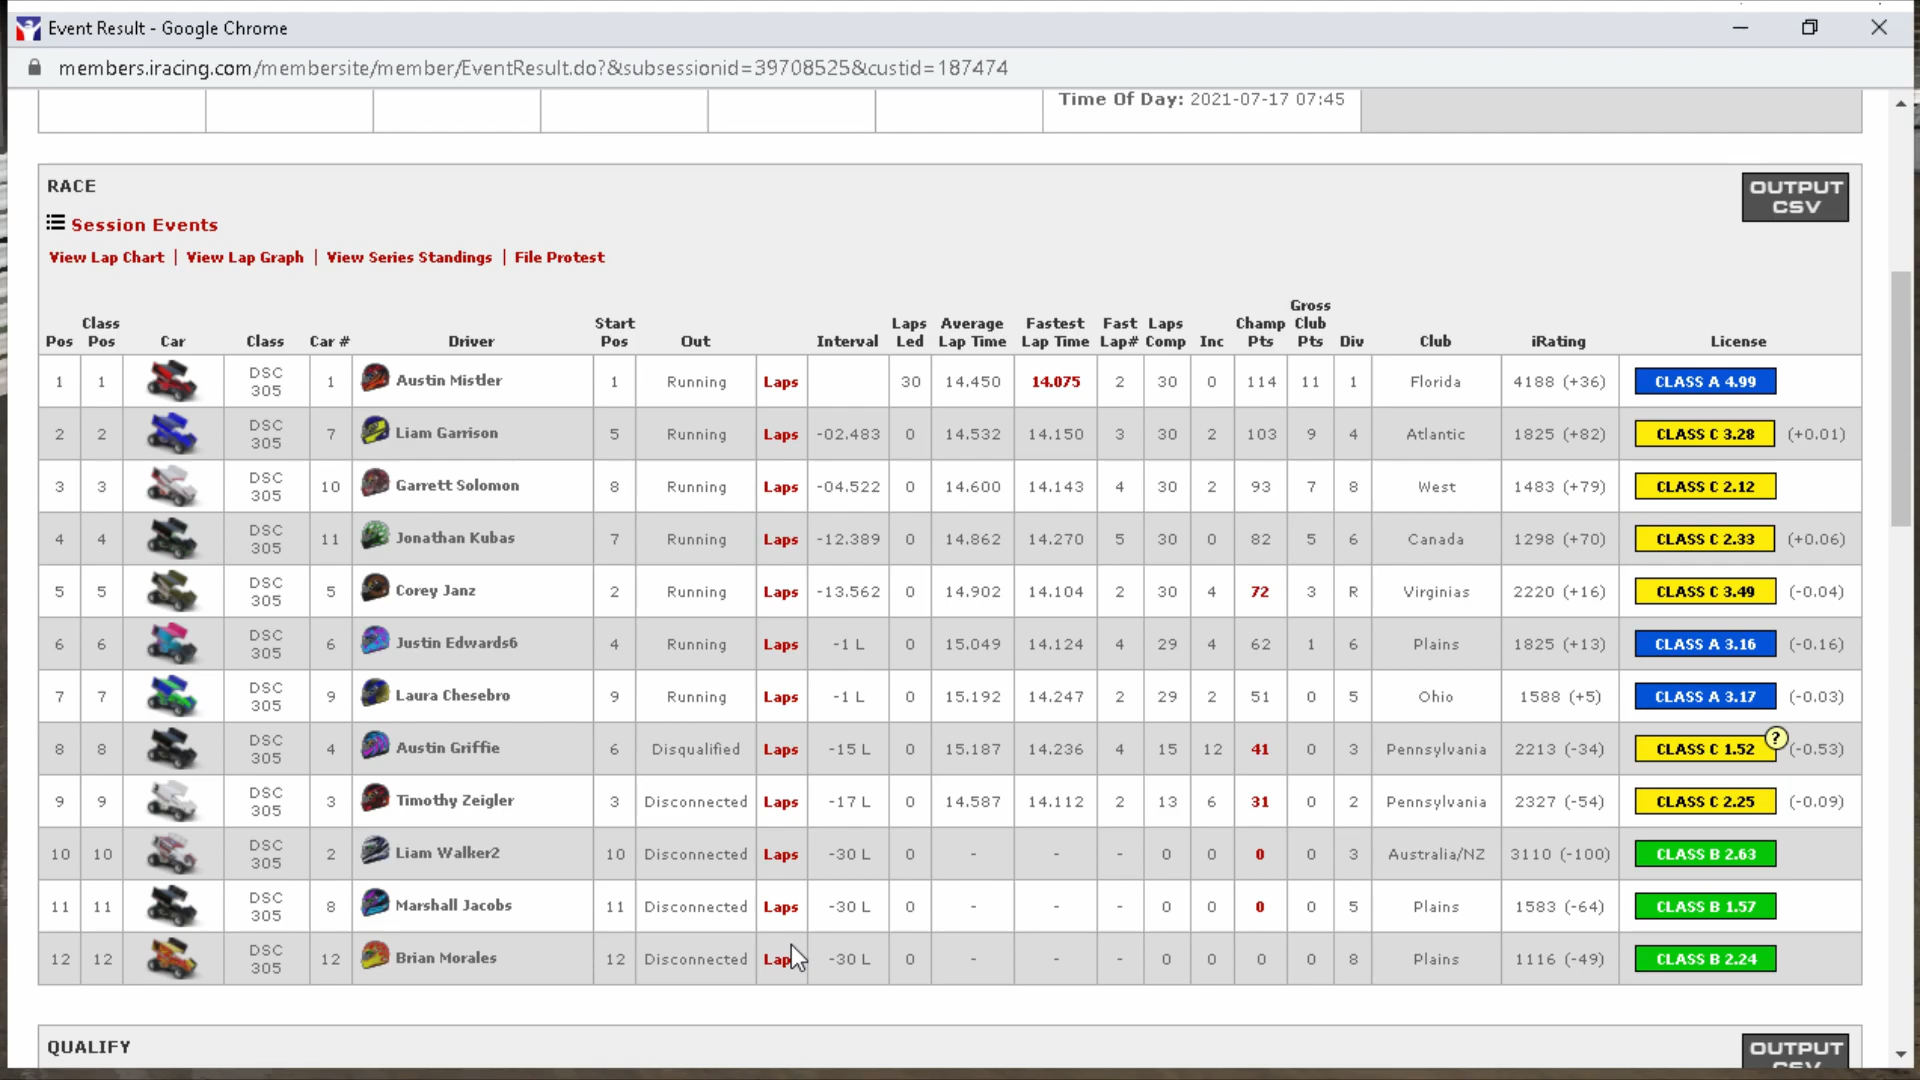 Event Result - Google Chrome
members.iracing.com/membersite/member/EventResult.do?&subsessionid=39708525&custid=187474
Time Of Day: 2021-07-17 07:45
RACE
OUTPUT CSV
Session Events
View Lap Chart | View Lap Graph | View Series Standings | File Protest
Pos Class Pos Car Class Car # Driver Start Pos Out Interval Laps Led Average Lap Time Fastest Lap Time Fast Lap# Laps Comp Inc Champ Pts Gross Club Pts Div Club iRating License
1 1 DSC 305 1 Austin Mistler 1 Running Laps 30 14.450 14.075 2 30 0 114 11 1 Florida 4188 (+36) CLASS A 4.99
2 2 DSC 305 7 Liam Garrison 5 Running Laps -02.483 0 14.532 14.150 3 30 2 103 9 4 Atlantic 1825 (+82) CLASS C 3.28 (+0.01)
3 3 DSC 305 10 Garrett Solomon 8 Running Laps -04.522 0 14.600 14.143 4 30 2 93 7 8 West 1483 (+79) CLASS C 2.12
4 4 DSC 305 11 Jonathan Kubas 7 Running Laps -12.389 0 14.862 14.270 5 30 0 82 5 6 Canada 1298 (+70) CLASS C 2.33 (+0.06)
5 5 DSC 305 5 Corey Janz 2 Running Laps -13.562 0 14.902 14.104 2 30 4 72 3 R Virginias 2220 (+16) CLASS C 3.49 (-0.04)
6 6 DSC 305 6 Justin Edwards6 4 Running Laps -1 L 0 15.049 14.124 4 29 4 62 1 6 Plains 1825 (+13) CLASS A 3.16 (-0.16)
7 7 DSC 305 9 Laura Chesebro 9 Running Laps -1 L 0 15.192 14.247 2 29 2 51 0 5 Ohio 1588 (+5) CLASS A 3.17 (-0.03)
8 8 DSC 305 4 Austin Griffie 6 Disqualified Laps -15 L 0 15.187 14.236 4 15 12 41 0 3 Pennsylvania 2213 (-34) CLASS C 1.52 ? (-0.53)
9 9 DSC 305 3 Timothy Zeigler 3 Disconnected Laps -17 L 0 14.587 14.112 2 13 6 31 0 2 Pennsylvania 2327 (-54) CLASS C 2.25 (-0.09)
10 10 DSC 305 2 Liam Walker2 10 Disconnected Laps -30 L 0 - - - 0 0 0 0 3 Australia/NZ 3110 (-100) CLASS B 2.63
11 11 DSC 305 8 Marshall Jacobs 11 Disconnected Laps -30 L 0 - - - 0 0 0 0 5 Plains 1583 (-64) CLASS B 1.57
12 12 DSC 305 12 Brian Morales 12 Disconnected Lap -30 L 0 - - - 0 0 0 0 8 Plains 1116 (-49) CLASS B 2.24
QUALIFY
OUTPUT CSV